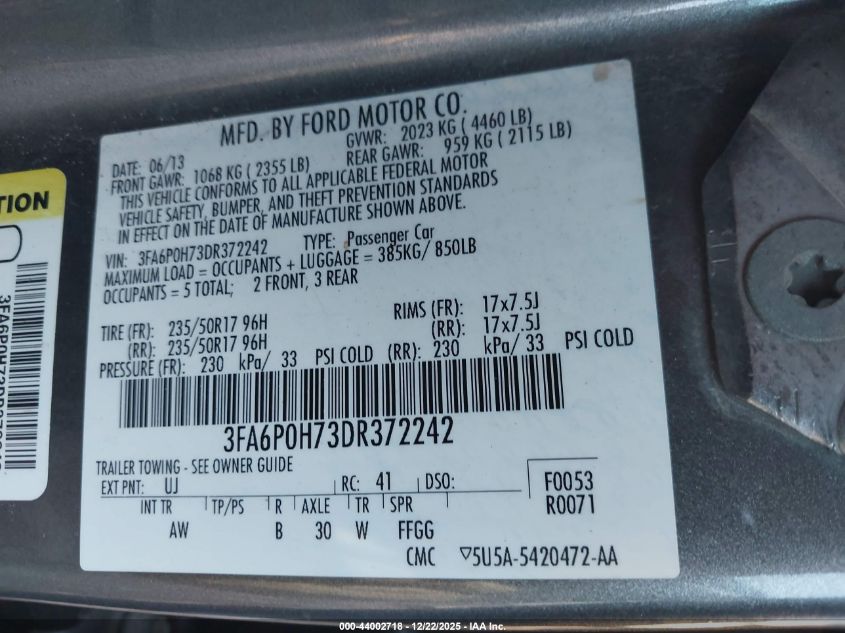 MFD. BY FORD MOTOR CO.
DATE: 06/13 GVWR: 2023 KG ( 4460 LB)
FRONT GAWR: 1068 KG ( 2355 LB) REAR GAWR: 959 KG ( 2115 LB)
THIS VEHICLE CONFORMS TO ALL APPLICABLE FEDERAL MOTOR
VEHICLE SAFETY, BUMPER, AND THEFT PREVENTION STANDARDS
IN EFFECT ON THE DATE OF MANUFACTURE SHOWN ABOVE.
VIN: 3FA6P0H73DR372242 TYPE: Passenger Car
MAXIMUM LOAD = OCCUPANTS + LUGGAGE = 385KG/ 850LB
OCCUPANTS = 5 TOTAL; 2 FRONT, 3 REAR
TIRE (FR): 235/50R17 96H RIMS (FR): 17x7.5J
(RR): 235/50R17 96H (RR): 17x7.5J
PRESSURE (FR): 230 kPa/ 33 PSI COLD (RR): 230 kPa/ 33 PSI COLD
3FA6P0H73DR372242
TRAILER TOWING - SEE OWNER GUIDE
EXT PNT: UJ RC: 41 DSO: F0053
R0071
INT TR TP/PS R AXLE TR SPR
AW B 30 W FFGG
CMC ▽5U5A-5420472-AA
TION
000-44002718 - 12/22/2025 - IAA Inc.